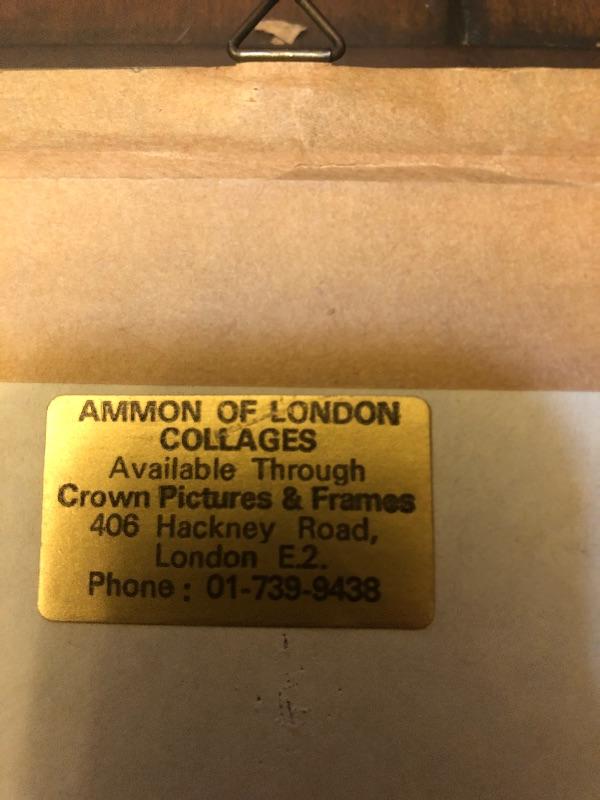 AMMON OF LONDON
COLLAGES
Available Through
Crown Pictures & Frames
406 Hackney Road,
London E.2.
Phone : 01-739-9438